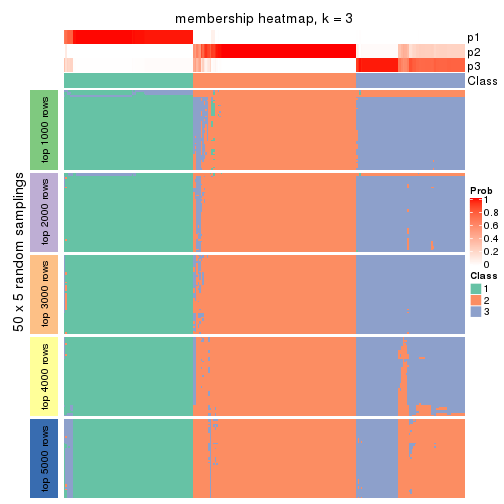 membership heatmap, k = 3
p1
p2
p3
Class
50 x 5 random samplings
top 1000 rows
top 2000 rows
top 3000 rows
top 4000 rows
top 5000 rows
Prob
1
0.8
0.6
0.4
0.2
0
Class
1
2
3